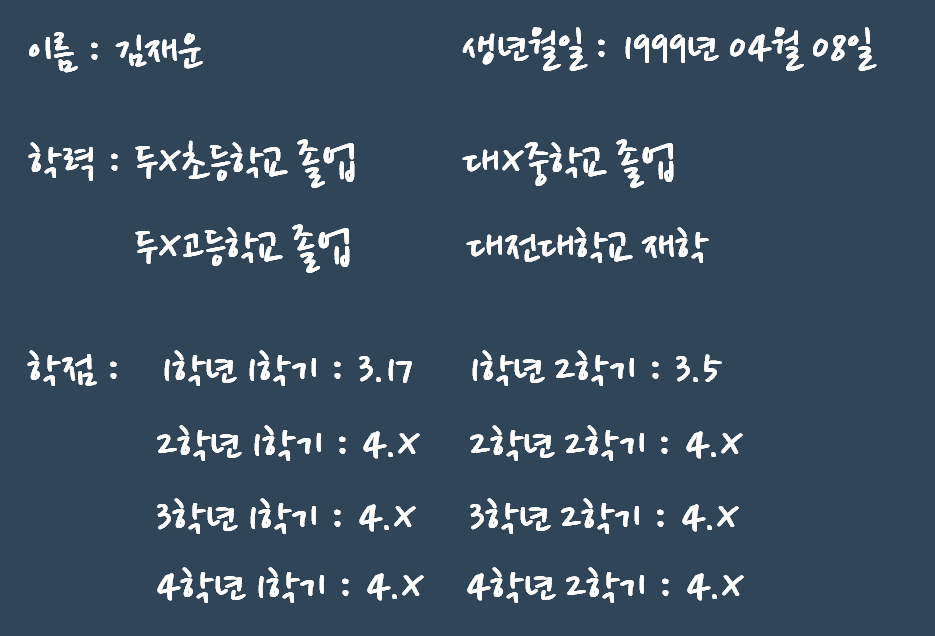 이름 : 김재운 생년월일 : 1999년 04월 08일
학력 : 두X초등학교 졸업 대X중학교 졸업
두X고등학교 졸업 대전대학교 재학
학점 : 1학년 1학기 : 3.17 1학년 2학기 : 3.5
2학년 1학기 : 4.X 2학년 2학기 : 4.X
3학년 1학기 : 4.X 3학년 2학기 : 4.X
4학년 1학기 : 4.X 4학년 2학기 : 4.X